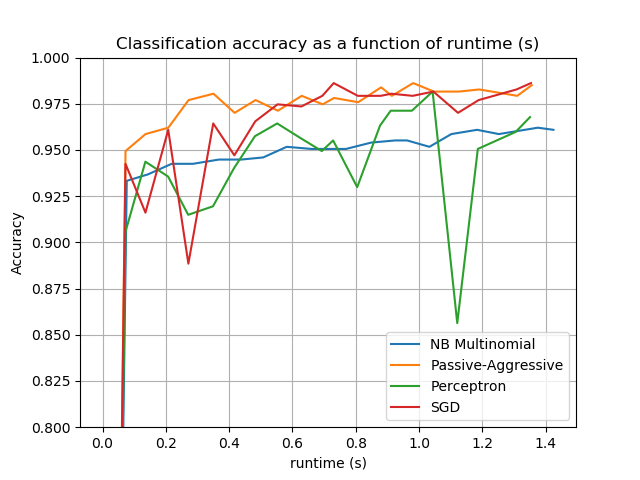 Classification accuracy as a function of runtime (s)
1.000
0.975
0.950
0.925
0.900
0.875
0.850
0.825
0.800
Accuracy
0.0 0.2 0.4 0.6 0.8 1.0 1.2 1.4
runtime (s)
NB Multinomial
Passive-Aggressive
Perceptron
SGD